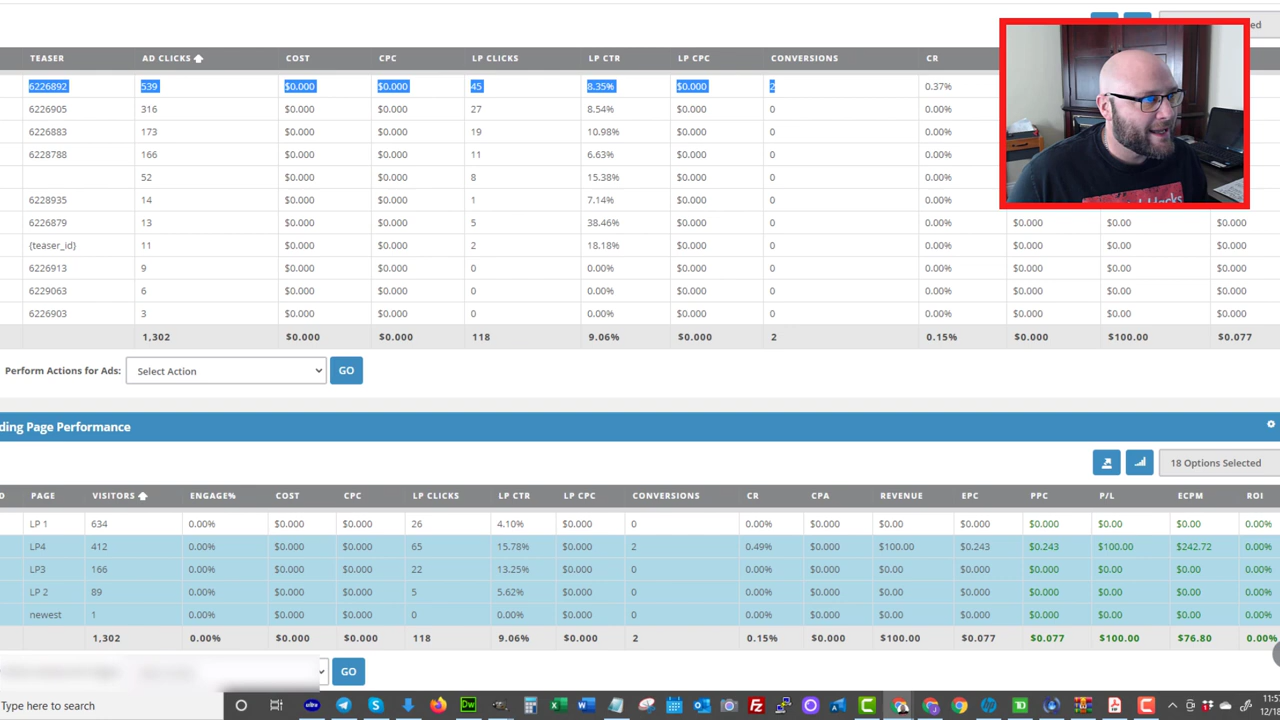 TEASER AD CLICKS COST CPC LP CLICKS LP CTR LP CPC CONVERSIONS CR
6226892 539 $0.000 $0.000 45 8.35% $0.000 2 0.37%
6226905 316 $0.000 $0.000 27 8.54% $0.000 0 0.00%
6226883 173 $0.000 $0.000 19 10.98% $0.000 0 0.00%
6228788 166 $0.000 $0.000 11 6.63% $0.000 0 0.00%
52 $0.000 $0.000 8 15.38% $0.000 0 0.00%
6228935 14 $0.000 $0.000 1 7.14% $0.000 0 0.00%
6226879 13 $0.000 $0.000 5 38.46% $0.000 0 0.00% $0.000 $0.00 $0.000
{teaser_id} 11 $0.000 $0.000 2 18.18% $0.000 0 0.00% $0.000 $0.00 $0.000
6226913 9 $0.000 $0.000 0 0.00% $0.000 0 0.00% $0.000 $0.00 $0.000
6229063 6 $0.000 $0.000 0 0.00% $0.000 0 0.00% $0.000 $0.00 $0.000
6226903 3 $0.000 $0.000 0 0.00% $0.000 0 0.00% $0.000 $0.00 $0.000
1,302 $0.000 $0.000 118 9.06% $0.000 2 0.15% $0.000 $100.00 $0.077
Perform Actions for Ads: Select Action GO
ding Page Performance
18 Options Selected
D PAGE VISITORS ENGAGE% COST CPC LP CLICKS LP CTR LP CPC CONVERSIONS CR CPA REVENUE EPC PPC P/L ECPM ROI
LP 1 634 0.00% $0.000 $0.000 26 4.10% $0.000 0 0.00% $0.000 $0.00 $0.000 $0.000 $0.00 $0.00 0.00%
LP4 412 0.00% $0.000 $0.000 65 15.78% $0.000 2 0.49% $0.000 $100.00 $0.243 $0.243 $100.00 $242.72 0.00%
LP3 166 0.00% $0.000 $0.000 22 13.25% $0.000 0 0.00% $0.000 $0.00 $0.000 $0.000 $0.00 $0.00 0.00%
LP 2 89 0.00% $0.000 $0.000 5 5.62% $0.000 0 0.00% $0.000 $0.00 $0.000 $0.000 $0.00 $0.00 0.00%
newest 1 0.00% $0.000 $0.000 0 0.00% $0.000 0 0.00% $0.000 $0.00 $0.000 $0.000 $0.00 $0.00 0.00%
1,302 0.00% $0.000 $0.000 118 9.06% $0.000 2 0.15% $0.000 $100.00 $0.077 $0.077 $100.00 $76.80 0.00%
GO
Type here to search
11:5
12/18